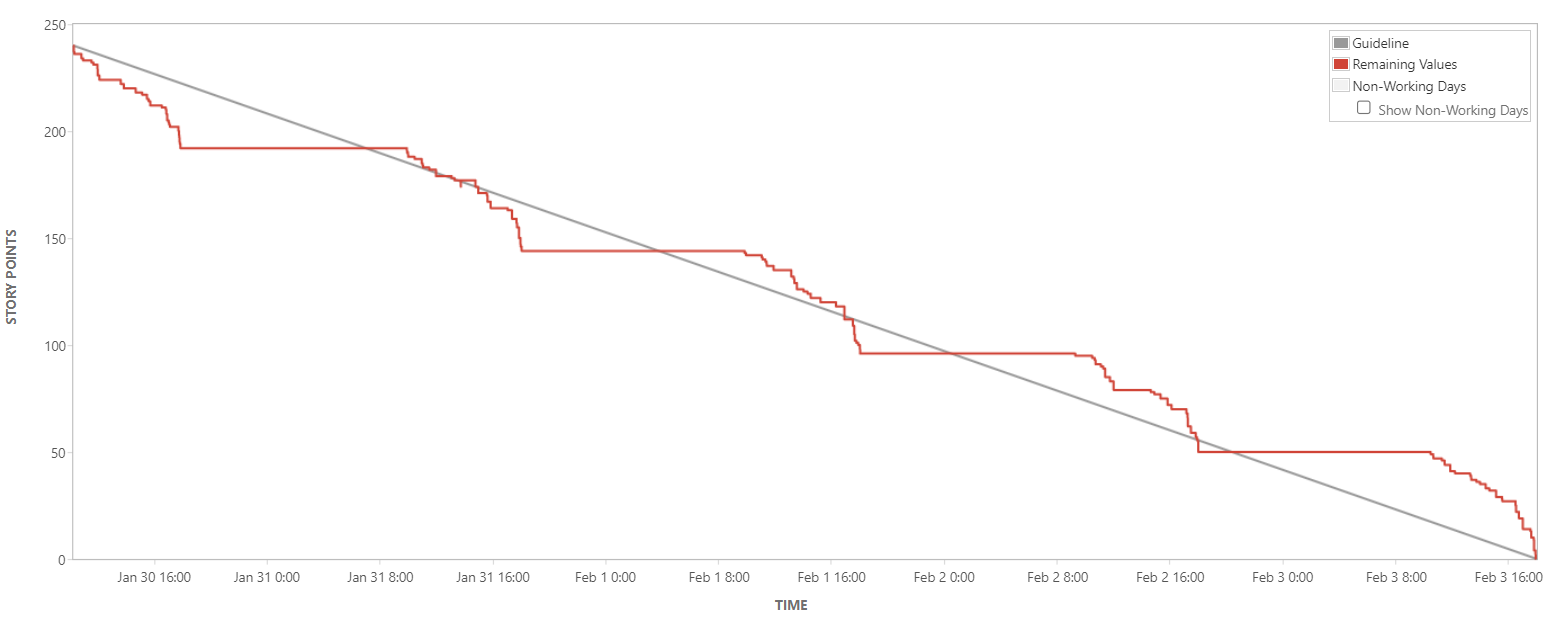 250
200
150
100
50
0
STORY POINTS
Guideline
Remaining Values
Non-Working Days
Show Non-Working Days
Jan 30 16:00 Jan 31 0:00 Jan 31 8:00 Jan 31 16:00 Feb 1 0:00 Feb 1 8:00 Feb 1 16:00 Feb 2 0:00 Feb 2 8:00 Feb 2 16:00 Feb 3 0:00 Feb 3 8:00 Feb 3 16:00
TIME